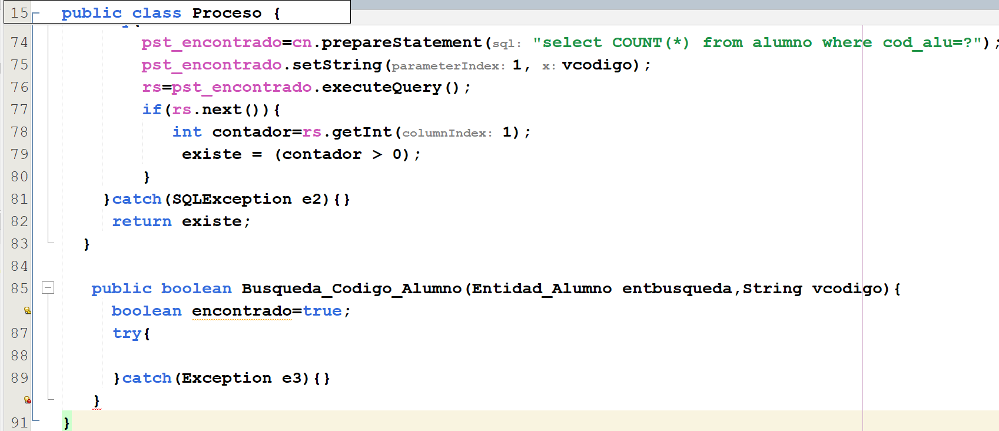 15 public class Proceso {
74 pst_encontrado=cn.prepareStatement(sql: "select COUNT(*) from alumno where cod_alu=?");
75 pst_encontrado.setString(parameterIndex: 1, x: vcodigo);
76 rs=pst_encontrado.executeQuery();
77 if(rs.next()){
78 int contador=rs.getInt(columnIndex: 1);
79 existe = (contador > 0);
80 }
81 }catch(SQLException e2){}
82 return existe;
83 }
84
85 public boolean Busqueda_Codigo_Alumno(Entidad_Alumno entbusqueda,String vcodigo){
boolean encontrado=true;
87 try{
88
89 }catch(Exception e3){}
}
91 }